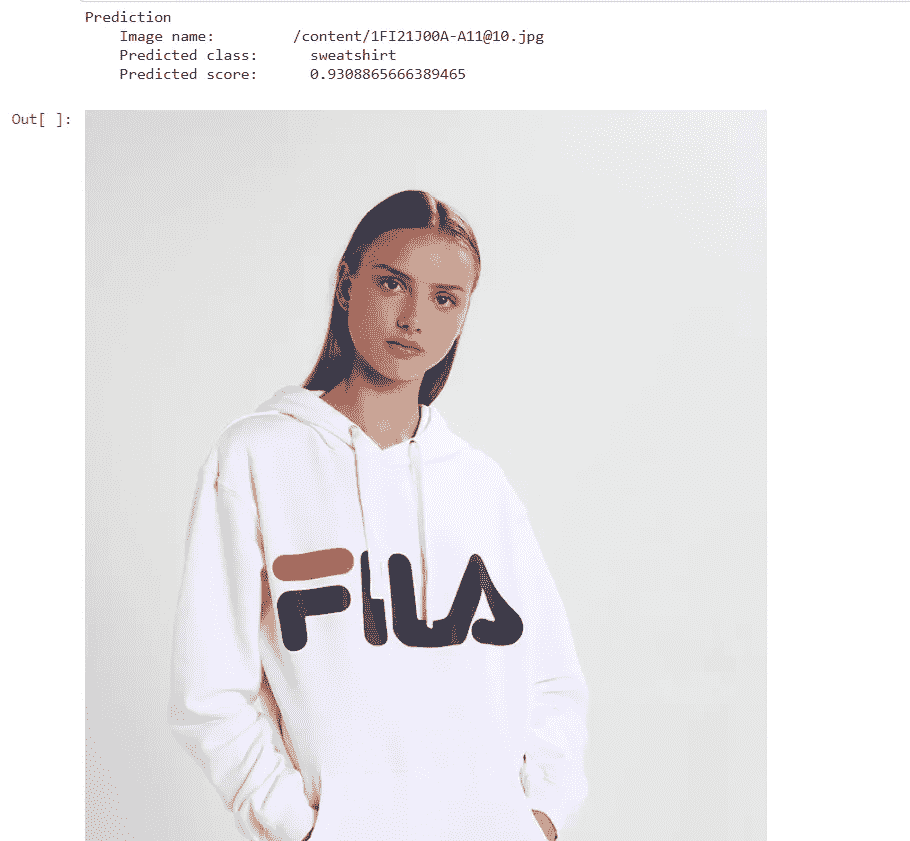 Prediction
Image name: /content/1FI21J00A-A11@10.jpg
Predicted class: sweatshirt
Predicted score: 0.9308865666389465
Out[ ]:
FILA